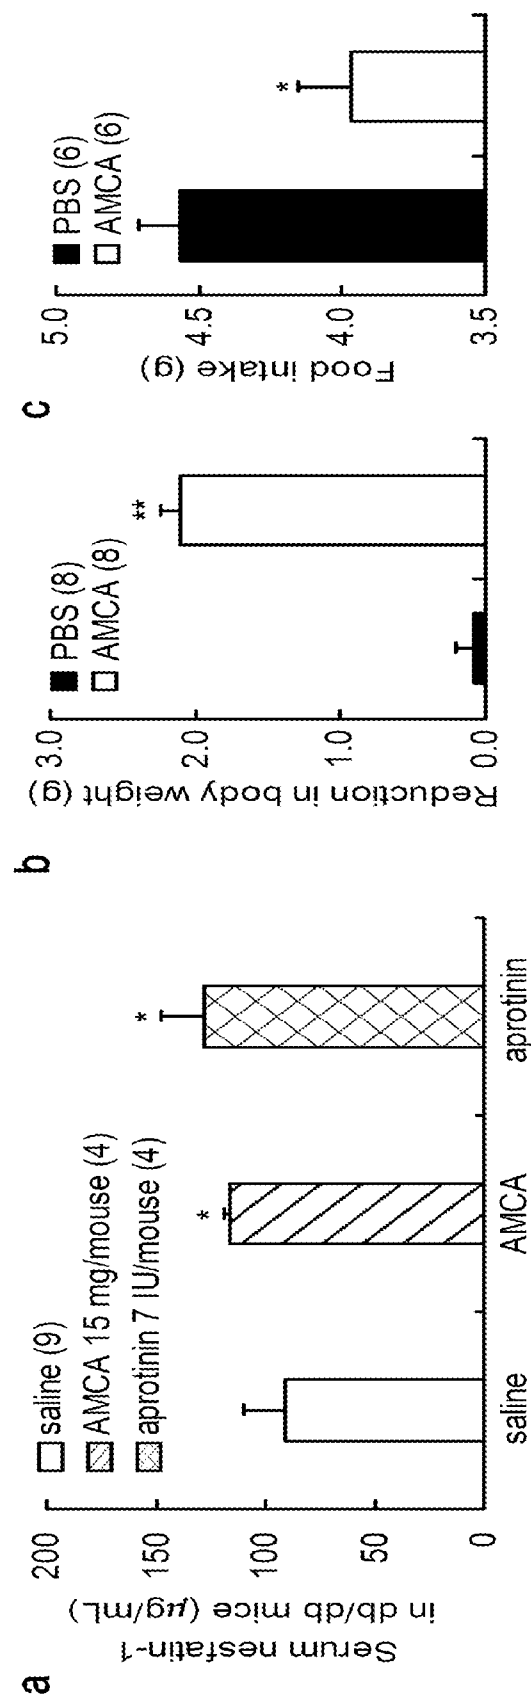 a
Serum nesfatin-1
in db/db mice (μg/mL)
200
150
100
50
0
saline (9)
AMCA 15 mg/mouse (4)
aprotinin 7 IU/mouse (4)
*
*
saline
AMCA
aprotinin
b
Reduction in body weight (g)
3.0
2.0
1.0
0.0
PBS (8)
AMCA (8)
**
c
Food intake (g)
5.0
4.5
4.0
3.5
PBS (6)
AMCA (6)
*